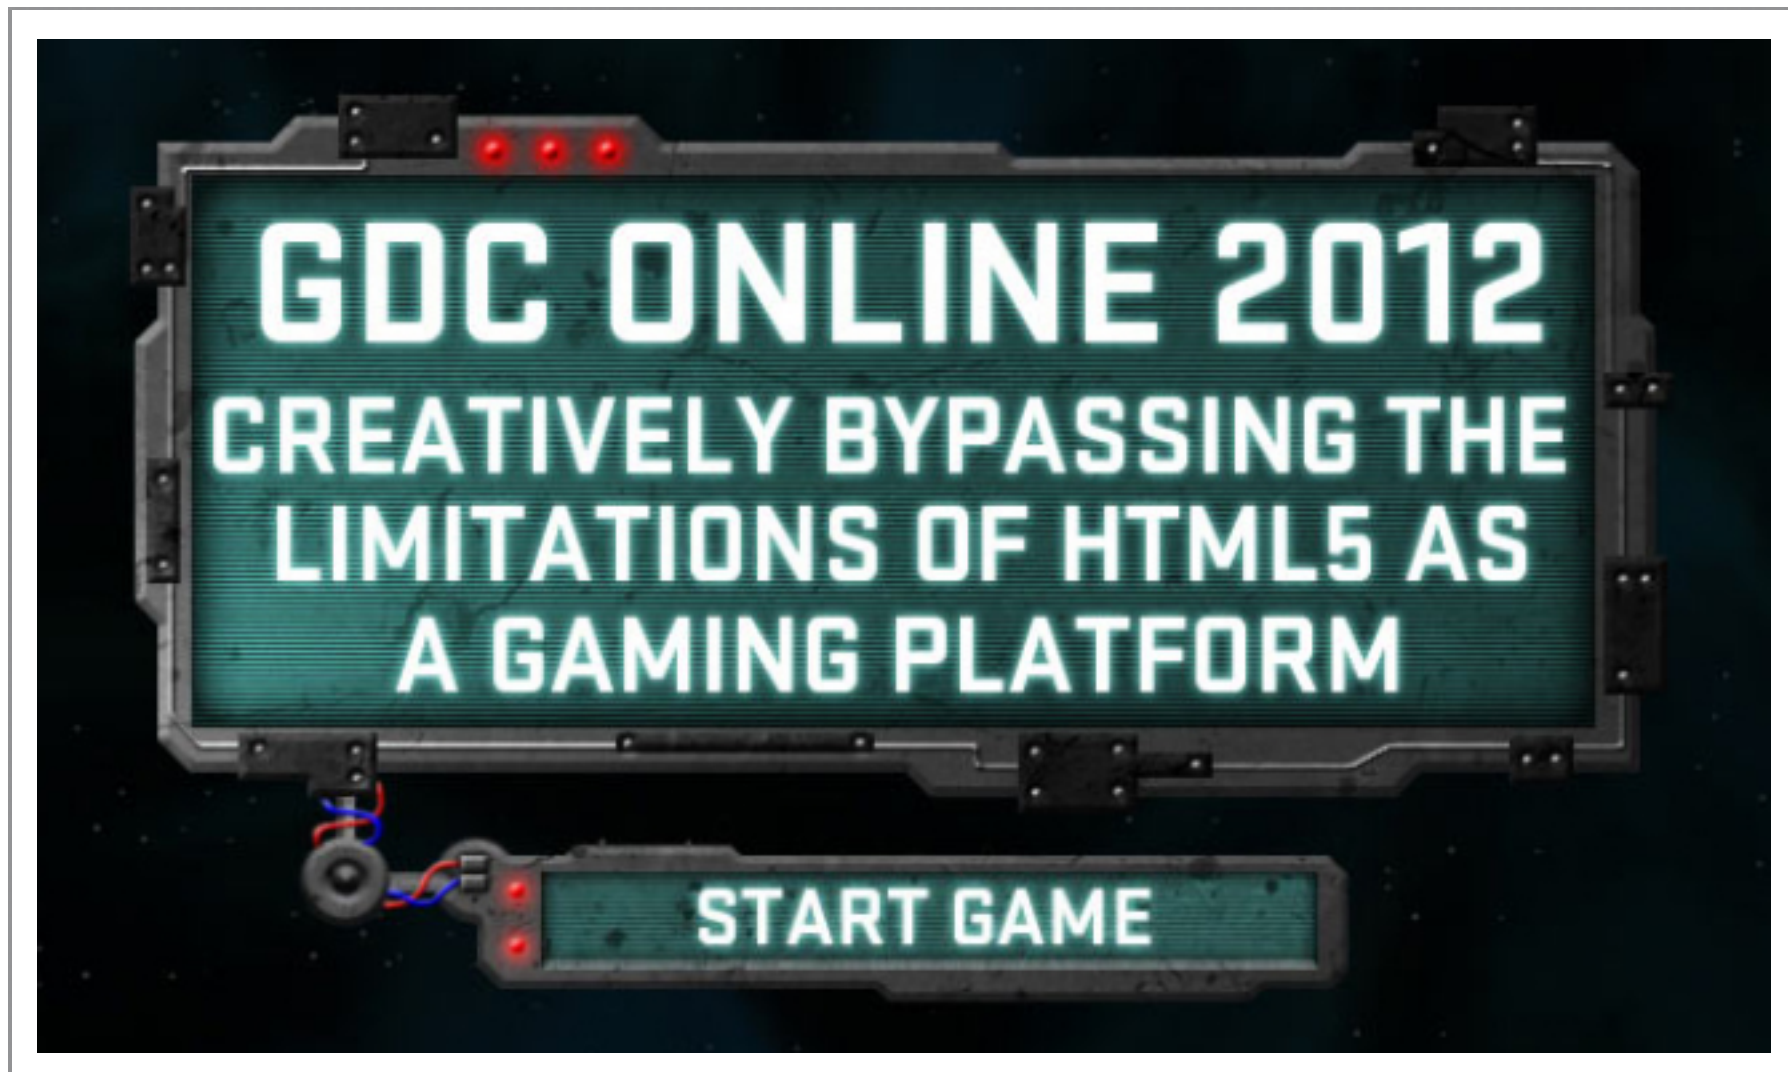 GDC ONLINE 2012
CREATIVELY BYPASSING THE
LIMITATIONS OF HTML5 AS
A GAMING PLATFORM
START GAME